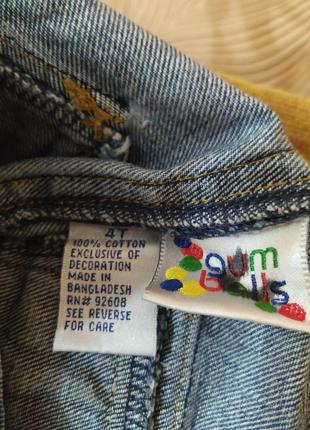 4T
100% COTTON
EXCLUSIVE OF
DECORATION
MADE IN
BANGLADESH
RN# 92608
SEE REVERSE
FOR CARE
gum
balls